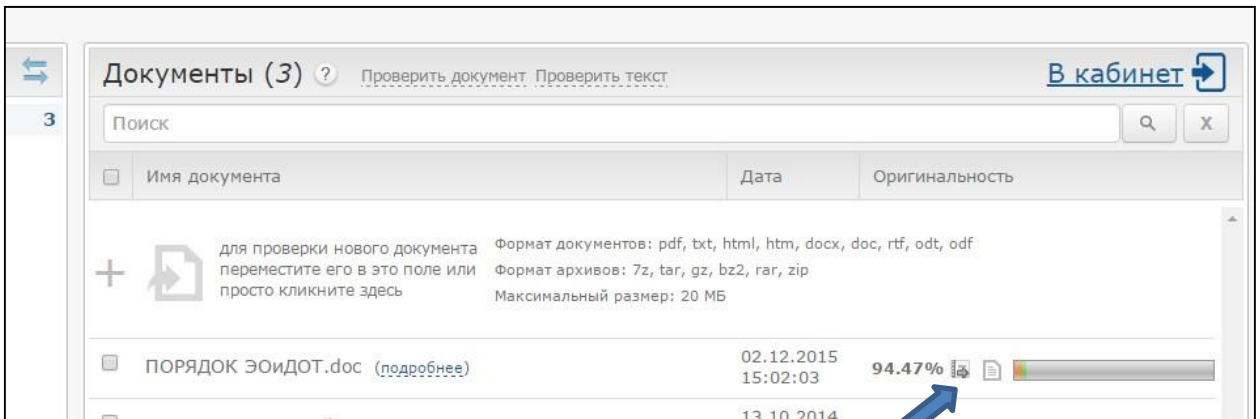 Документы (3) ? Проверить документ Проверить текст В кабинет
3
Поиск X
Имя документа Дата Оригинальность
для проверки нового документа
переместите его в это поле или
просто кликните здесь
Формат документов: pdf, txt, html, htm, docx, doc, rtf, odt, odf
Формат архивов: 7z, tar, gz, bz2, rar, zip
Максимальный размер: 20 МБ
ПОРЯДОК ЭОиДОТ.doc (подробнее)
02.12.2015
15:02:03
94.47%
13.10.2014